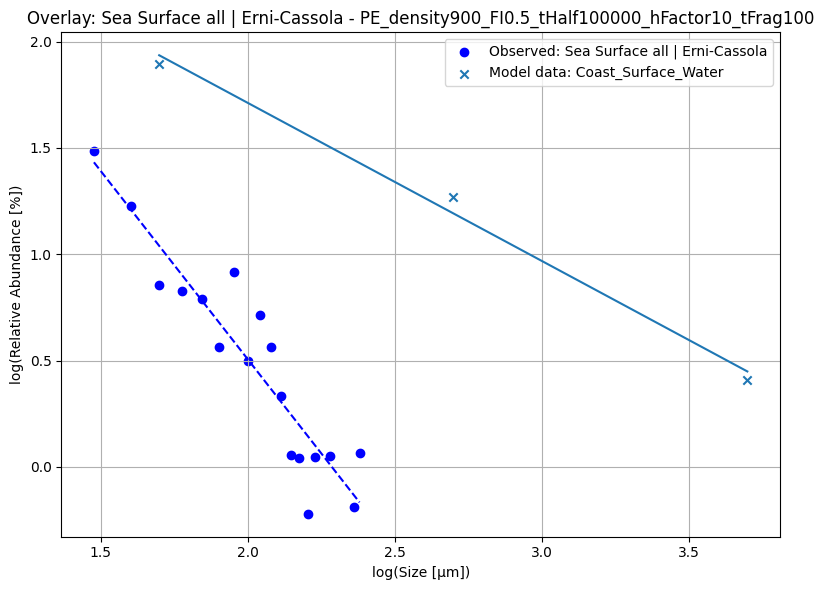 Overlay: Sea Surface all | Erni-Cassola - PE_density900_FI0.5_tHalf100000_hFactor10_tFrag100
Observed: Sea Surface all | Erni-Cassola
Model data: Coast_Surface_Water
log(Relative Abundance [%])
2.0
1.5
1.0
0.5
0.0
1.5
2.0
2.5
3.0
3.5
log(Size [µm])